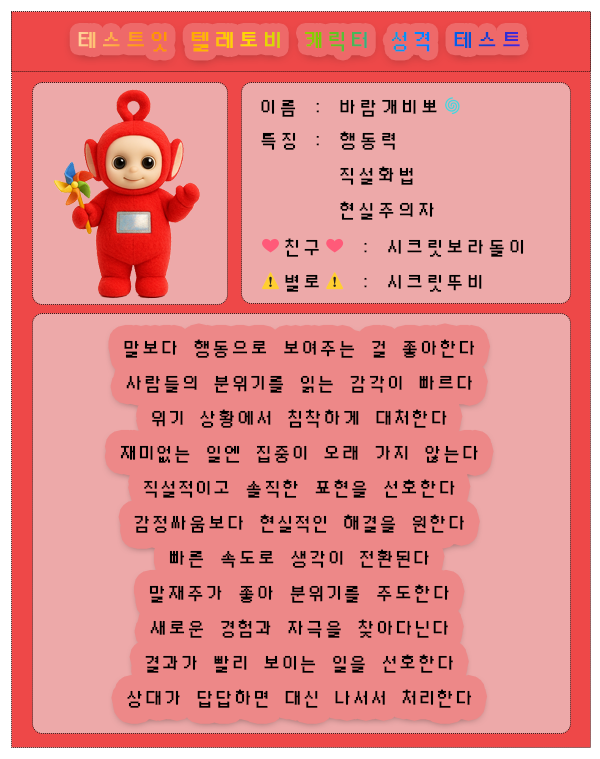 테스트잇 텔레토비 캐릭터 성격 테스트
이름 : 바람개비뽀🌀
특징 : 행동력
직설화법
현실주의자
❤️친구❤️ : 시크릿보라돌이
⚠️별로⚠️ : 시크릿뚜비
말보다 행동으로 보여주는 걸 좋아한다
사람들의 분위기를 읽는 감각이 빠르다
위기 상황에서 침착하게 대처한다
재미없는 일엔 집중이 오래 가지 않는다
직설적이고 솔직한 표현을 선호한다
감정싸움보다 현실적인 해결을 원한다
빠른 속도로 생각이 전환된다
말재주가 좋아 분위기를 주도한다
새로운 경험과 자극을 찾아다닌다
결과가 빨리 보이는 일을 선호한다
상대가 답답하면 대신 나서서 처리한다